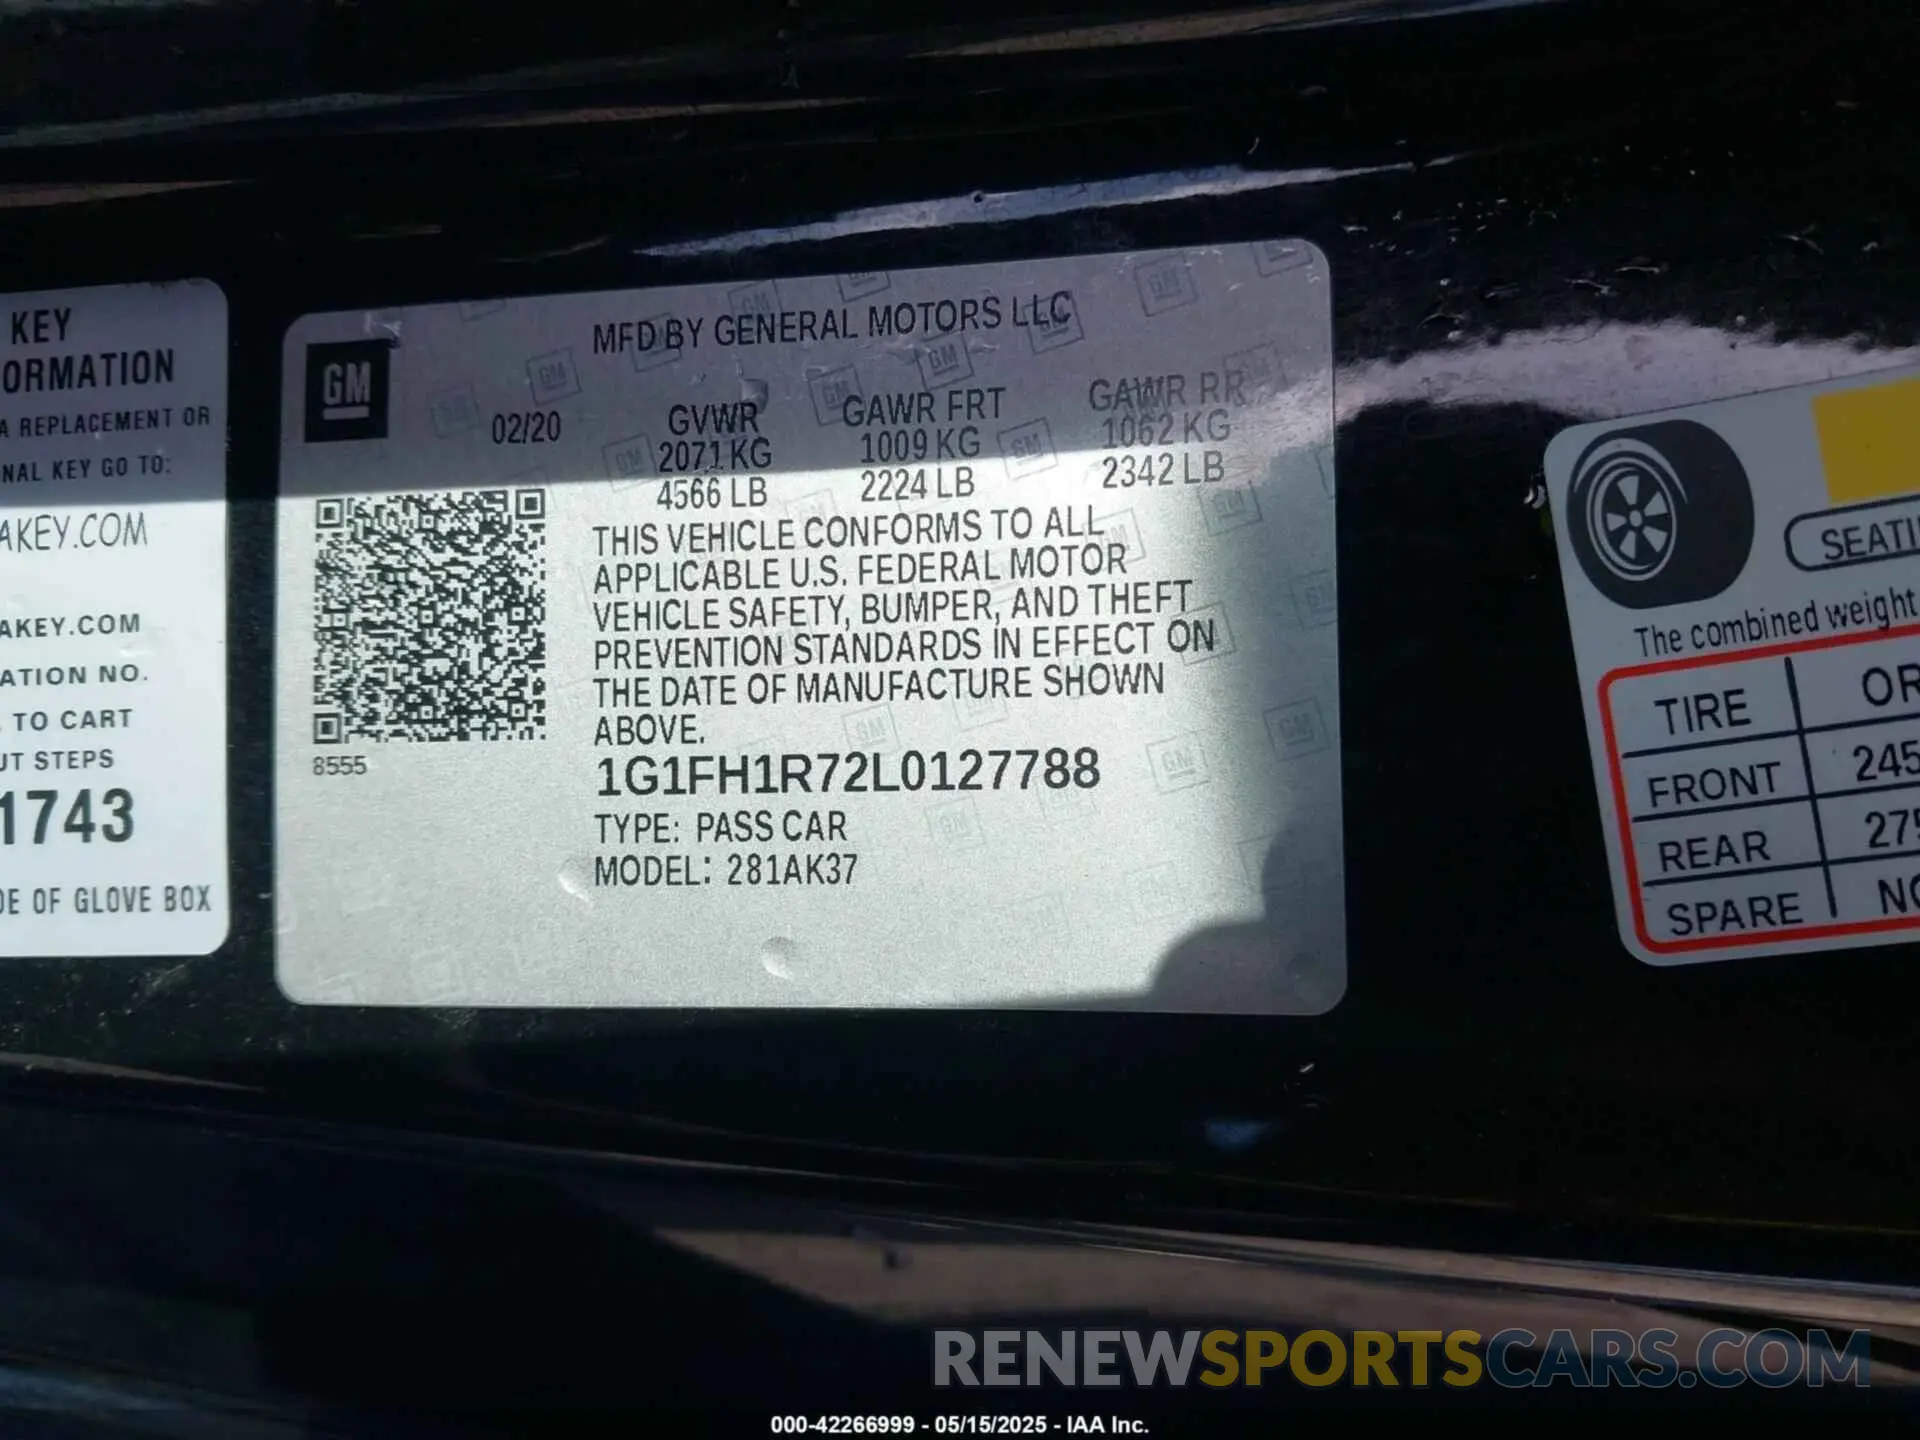 KEY
ORMATION
A REPLACEMENT OR
NAL KEY GO TO:
AKEY.COM
AKEY.COM
ATION NO.
TO CART
UT STEPS
1743
DE OF GLOVE BOX
GM
MFD BY GENERAL MOTORS LLC
02/20
GVWR GAWR FRT GAWR RR
2071 KG 1009 KG 1062 KG
4566 LB 2224 LB 2342 LB
THIS VEHICLE CONFORMS TO ALL
APPLICABLE U.S. FEDERAL MOTOR
VEHICLE SAFETY, BUMPER, AND THEFT
PREVENTION STANDARDS IN EFFECT ON
THE DATE OF MANUFACTURE SHOWN
ABOVE.
8555
1G1FH1R72L0127788
TYPE: PASS CAR
MODEL: 281AK37
SEATI
The combined weight
TIRE OR
FRONT 245
REAR 275
SPARE NO
RENEWSPORTSCARS.COM
000-42266999 - 05/15/2025 - IAA Inc.